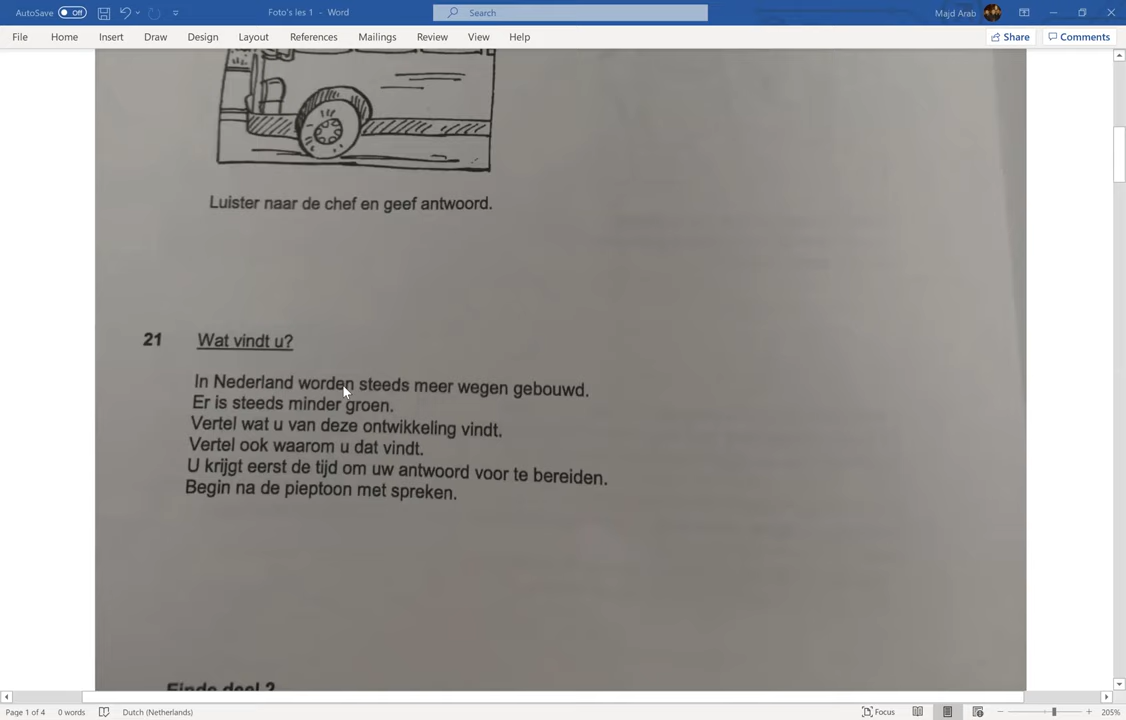 AutoSave Off
Foto's les 1 - Word
Search
Majd Arab
File Home Insert Draw Design Layout References Mailings Review View Help
Share Comments
Luister naar de chef en geef antwoord.
21 Wat vindt u?
In Nederland worden steeds meer wegen gebouwd.
Er is steeds minder groen.
Vertel wat u van deze ontwikkeling vindt.
Vertel ook waarom u dat vindt.
U krijgt eerst de tijd om uw antwoord voor te bereiden.
Begin na de pieptoon met spreken.
Einde deel 2
Page 1 of 4 0 words Dutch (Netherlands) Focus 205%